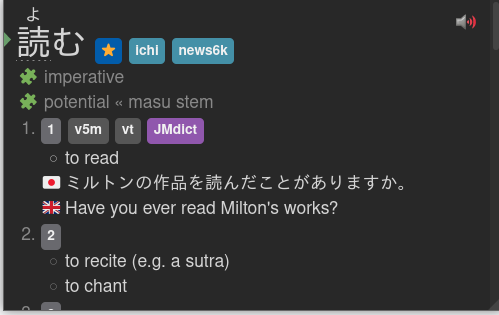 よ
読む ichi news6k
imperative
potential « masu stem
1. 1 v5m vt JMdict
to read
ミルトンの作品を読んだことがありますか。
Have you ever read Milton's works?
2. 2
to recite (e.g. a sutra)
to chant